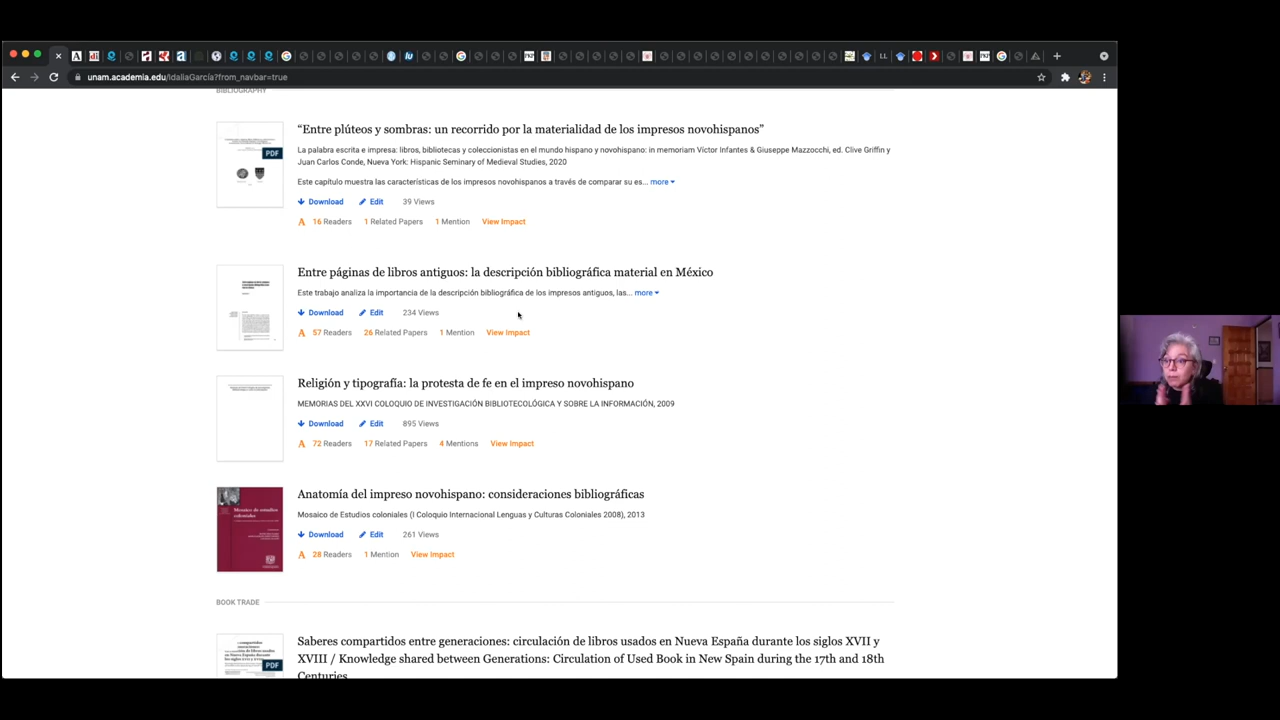 unam.academia.edu/IdaliaGarcía?from_navbar=true
BIBLIOGRAPHY
“Entre plúteos y sombras: un recorrido por la materialidad de los impresos novohispanos”
La palabra escrita e impresa: libros, bibliotecas y coleccionistas en el mundo hispano y novohispano: in memoriam Víctor Infantes & Giuseppe Mazzocchi, ed. Clive Griffin y
Juan Carlos Conde, Nueva York: Hispanic Seminary of Medieval Studies, 2020
PDF
Este capítulo muestra las características de los impresos novohispanos a través de comparar su es... more
Download Edit 39 Views
16 Readers 1 Related Papers 1 Mention View Impact
Entre páginas de libros antiguos: la descripción bibliográfica material en México
Este trabajo analiza la importancia de la descripción bibliográfica de los impresos antiguos, las... more
Download Edit 234 Views
57 Readers 26 Related Papers 1 Mention View Impact
Religión y tipografía: la protesta de fe en el impreso novohispano
MEMORIAS DEL XXVI COLOQUIO DE INVESTIGACIÓN BIBLIOTECOLÓGICA Y SOBRE LA INFORMACIÓN, 2009
Download Edit 895 Views
72 Readers 17 Related Papers 4 Mentions View Impact
Anatomía del impreso novohispano: consideraciones bibliográficas
Mosaico de estudios
coloniales
Mosaico de Estudios coloniales (I Coloquio Internacional Lenguas y Culturas Coloniales 2008), 2013
Download Edit 261 Views
28 Readers 1 Mention View Impact
BOOK TRADE
Saberes compartidos entre generaciones: circulación de libros usados en Nueva España durante los siglos XVII y
XVIII / Knowledge shared between Generations: Circulation of Used Book in New Spain during the 17th and 18th
PDF
Centuries